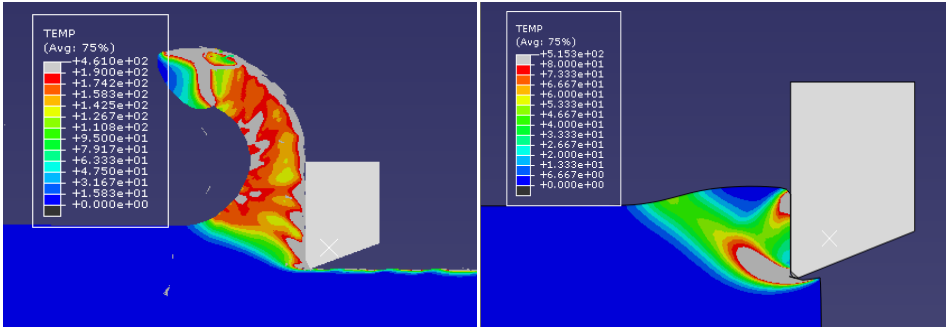 TEMP
(Avg: 75%)
+4.610e+02
+1.900e+02
+1.742e+02
+1.583e+02
+1.425e+02
+1.267e+02
+1.108e+02
+9.500e+01
+7.917e+01
+6.333e+01
+4.750e+01
+3.167e+01
+1.583e+01
+0.000e+00
TEMP
(Avg: 75%)
+5.153e+02
+8.000e+01
+7.333e+01
+6.667e+01
+6.000e+01
+5.333e+01
+4.667e+01
+4.000e+01
+3.333e+01
+2.667e+01
+2.000e+01
+1.333e+01
+6.667e+00
+0.000e+00